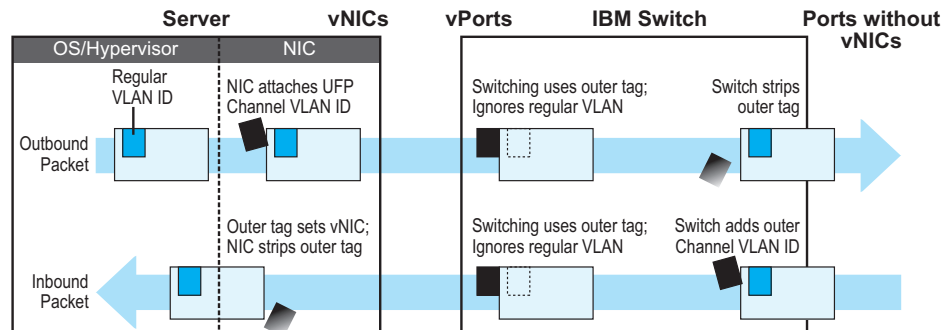 Server
vNICs
vPorts
IBM Switch
Ports without
vNICs
OS/Hypervisor
NIC
Regular
VLAN ID
NIC attaches UFP
Channel VLAN ID
Switching uses outer tag;
Ignores regular VLAN
Switch strips
outer tag
Outbound
Packet
Outer tag sets vNIC;
NIC strips outer tag
Switching uses outer tag;
Ignores regular VLAN
Switch adds outer
Channel VLAN ID
Inbound
Packet